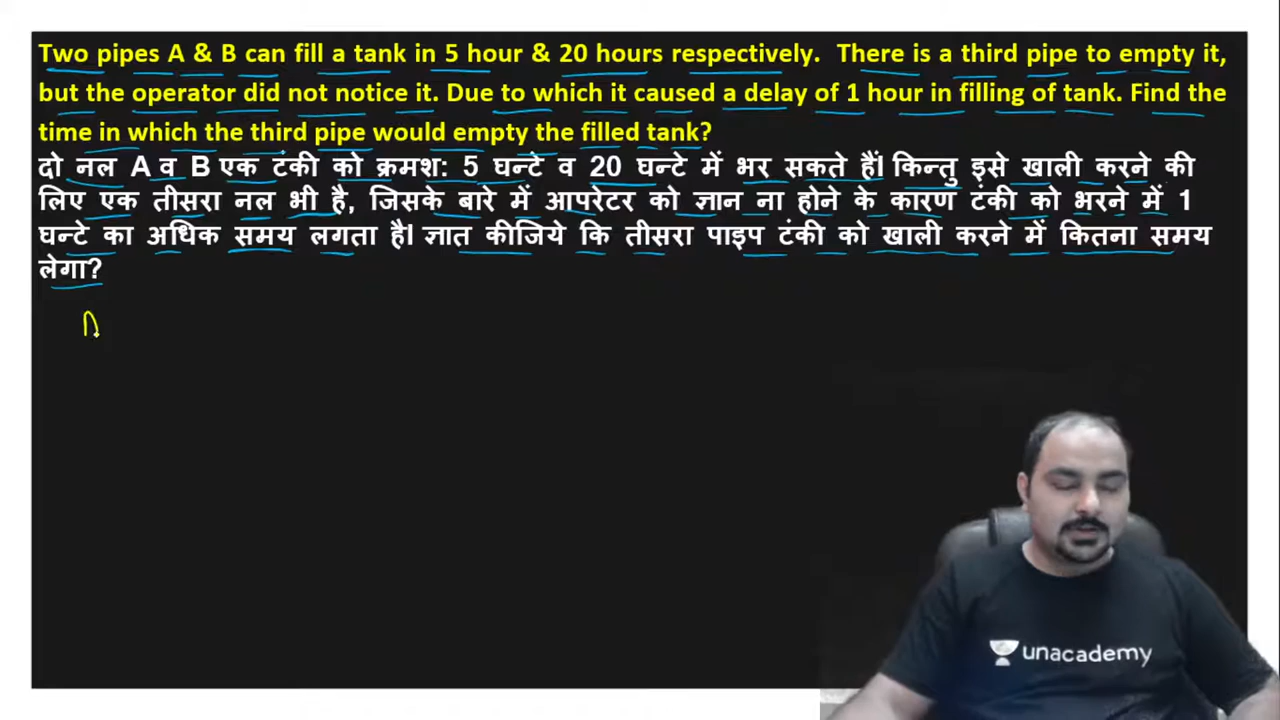 Two pipes A & B can fill a tank in 5 hour & 20 hours respectively. There is a third pipe to empty it,
but the operator did not notice it. Due to which it caused a delay of 1 hour in filling of tank. Find the
time in which the third pipe would empty the filled tank?
दो नल A व B एक टंकी को क्रमश: 5 घन्टे व 20 घन्टे में भर सकते हैं। किन्तु इसे खाली करने की
लिए एक तीसरा नल भी है, जिसके बारे में आपरेटर को ज्ञान ना होने के कारण टंकी को भरने में 1
घन्टे का अधिक समय लगता है। ज्ञात कीजिये कि तीसरा पाइप टंकी को खाली करने में कितना समय
लेगा?
unacademy